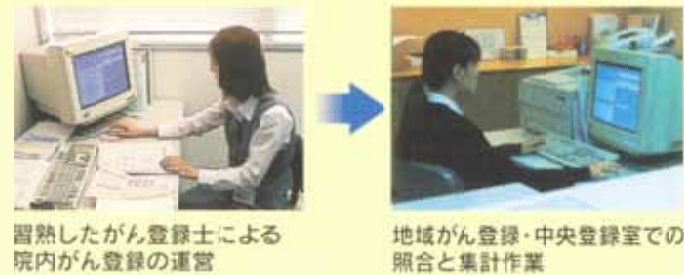 習熟したがん登録士による
院内がん登録の運営
地域がん登録・中央登録室での
照合と集計作業